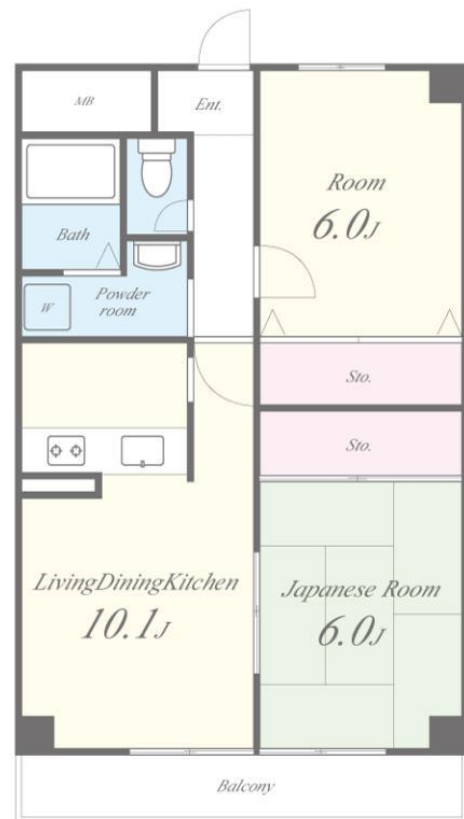 MB
Ent.
Room
6.0J
Bath
Powder
room
W
Sto.
Sto.
LivingDiningKitchen
10.1J
Japanese Room
6.0J
Balcony